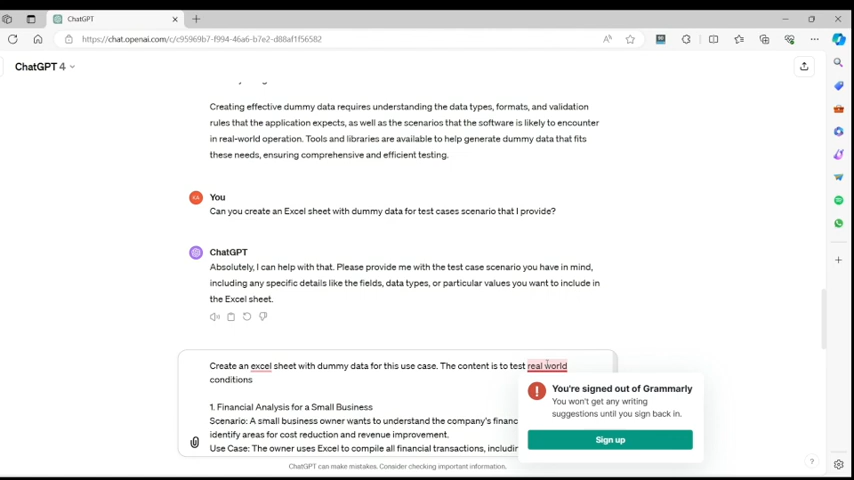 ChatGPT
https://chat.openai.com/c/c95969b7-f994-46a6-b7e2-d88af1f56582
ChatGPT 4
Creating effective dummy data requires understanding the data types, formats, and validation
rules that the application expects, as well as the scenarios that the software is likely to encounter
in real-world operation. Tools and libraries are available to help generate dummy data that fits
these needs, ensuring comprehensive and efficient testing.
You
Can you create an Excel sheet with dummy data for test cases scenario that I provide?
ChatGPT
Absolutely, I can help with that. Please provide me with the test case scenario you have in mind,
including any specific details like the fields, data types, or particular values you want to include in
the Excel sheet.
Create an excel sheet with dummy data for this use case. The content is to test real world
conditions
1. Financial Analysis for a Small Business
Scenario: A small business owner wants to understand the company's financ
identify areas for cost reduction and revenue improvement.
Use Case: The owner uses Excel to compile all financial transactions, includin
You're signed out of Grammarly
You won't get any writing
suggestions until you sign back in.
Sign up
ChatGPT can make mistakes. Consider checking important information.
?